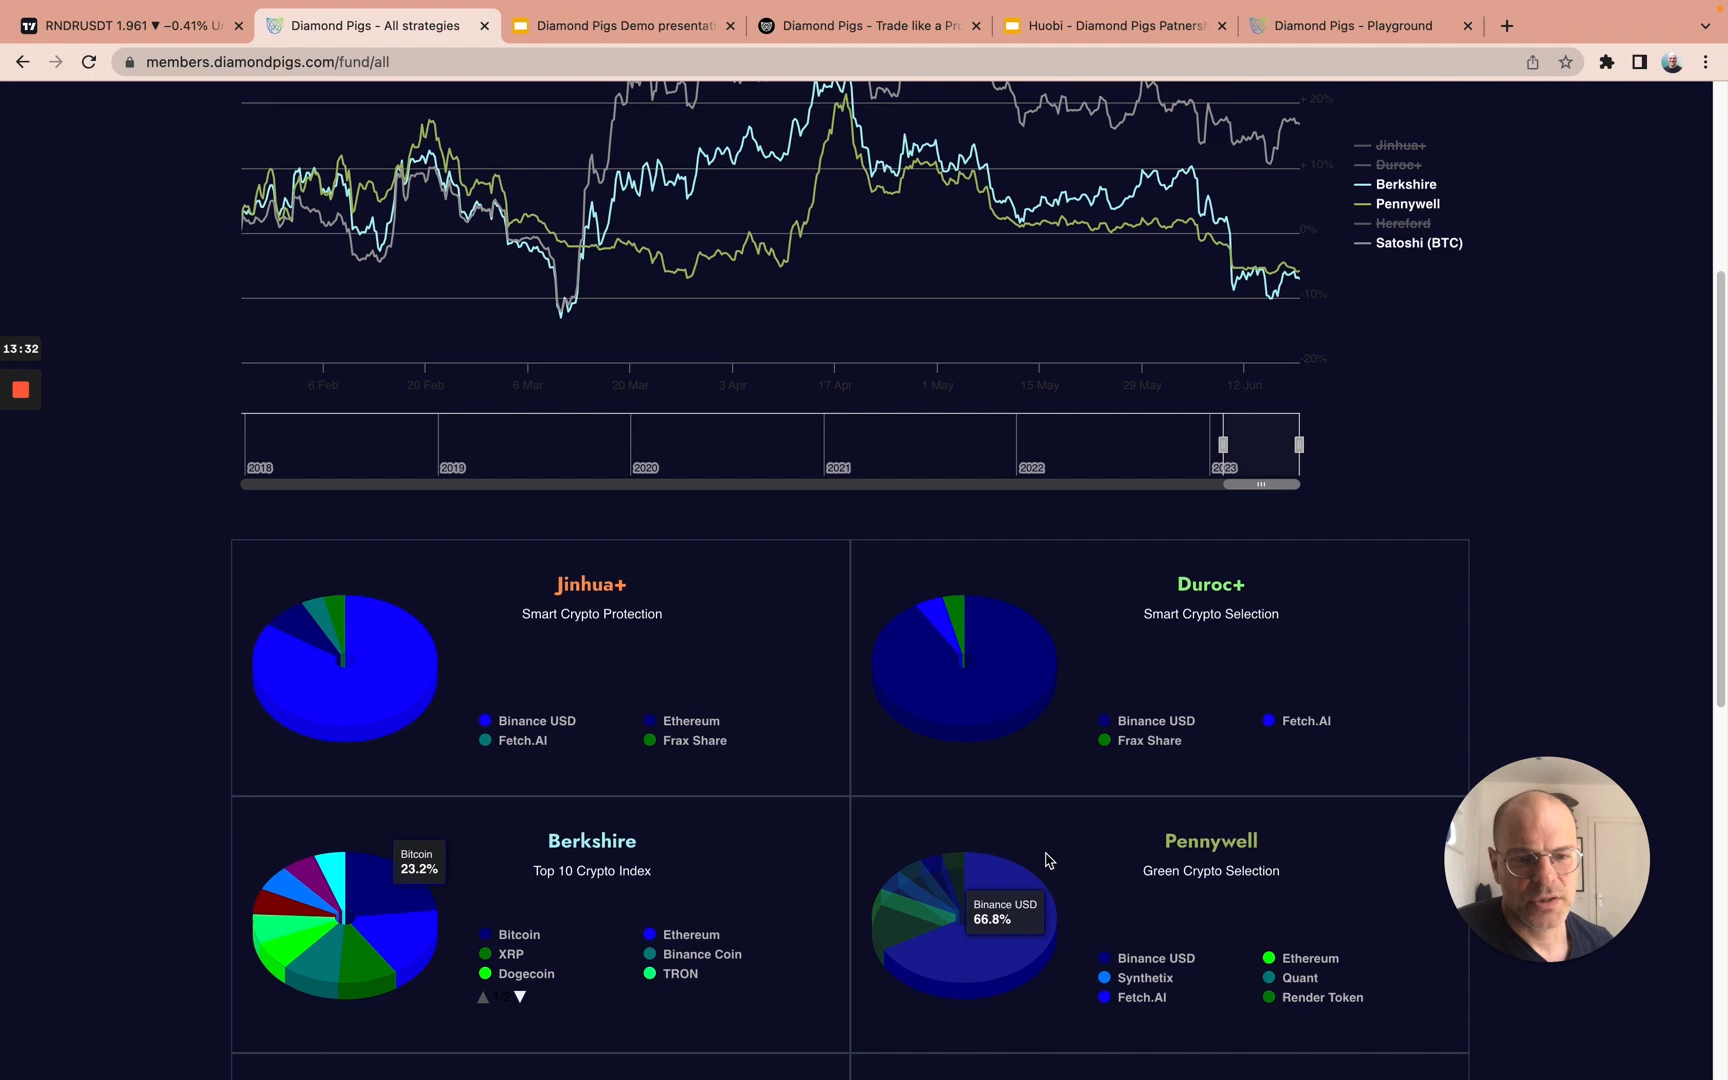 RNDRUSDT 1.961 ▼ −0.41% Un
Diamond Pigs - All strategies
Diamond Pigs Demo presentati
Diamond Pigs - Trade like a Pro
Huobi - Diamond Pigs Patnersh
Diamond Pigs - Playground
members.diamondpigs.com/fund/all
+ 20%
+ 10%
0%
-10%
-20%
Jinhua+
Duroc+
Berkshire
Pennywell
Hereford
Satoshi (BTC)
13:32
6 Feb
20 Feb
6 Mar
20 Mar
3 Apr
17 Apr
1 May
15 May
29 May
12 Jun
2018
2019
2020
2021
2022
2023
Jinhua+
Smart Crypto Protection
Binance USD
Ethereum
Fetch.AI
Frax Share
Duroc+
Smart Crypto Selection
Binance USD
Fetch.AI
Frax Share
Berkshire
Top 10 Crypto Index
Bitcoin
23.2%
Bitcoin
Ethereum
XRP
Binance Coin
Dogecoin
TRON
1/2
Pennywell
Green Crypto Selection
Binance USD
66.8%
Binance USD
Ethereum
Synthetix
Quant
Fetch.AI
Render Token